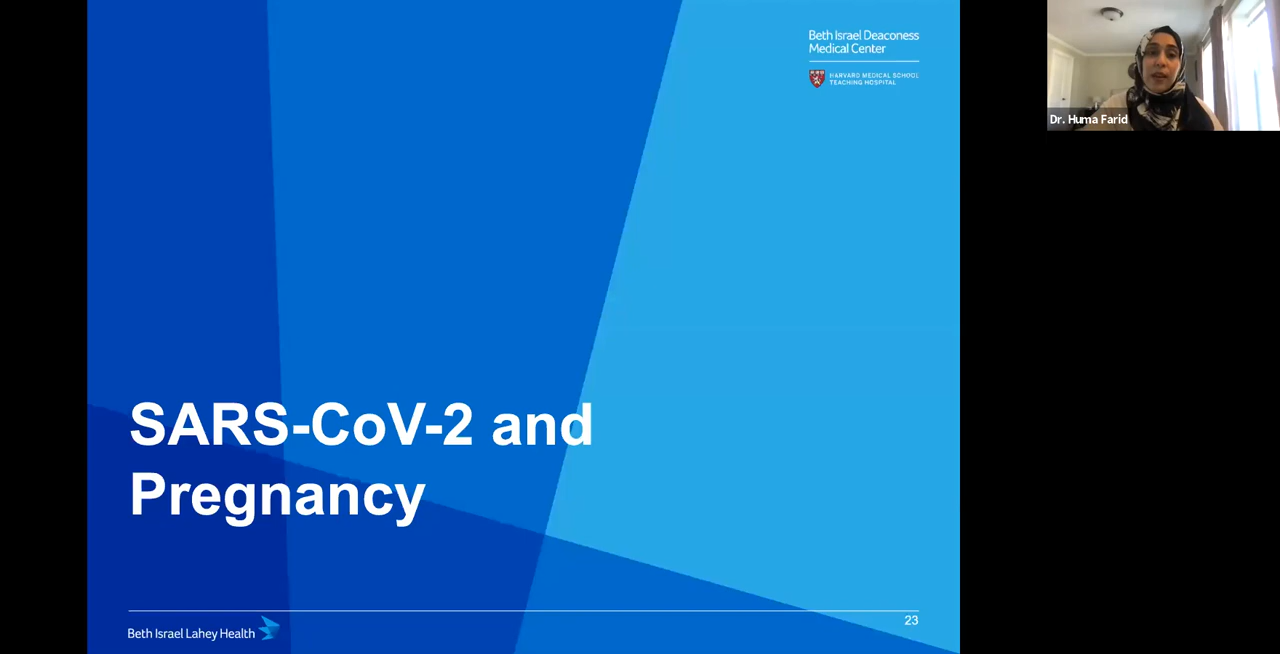 Beth Israel Deaconess
Medical Center
HARVARD MEDICAL SCHOOL
TEACHING HOSPITAL
Dr. Huma Farid
SARS-CoV-2 and
Pregnancy
23
Beth Israel Lahey Health